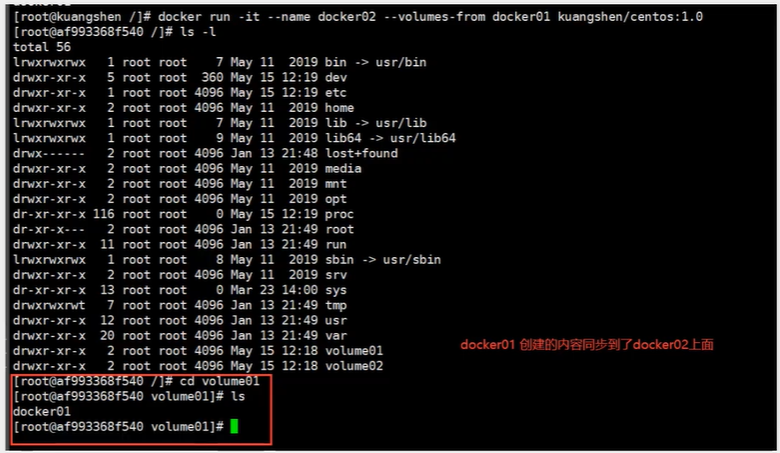 [root@kuangshen /]# docker run -it --name docker02 --volumes-from docker01 kuangshen/centos:1.0
[root@af993368f540 /]# ls -l
total 56
lrwxrwxrwx   1 root root    7 May 11  2019 bin -> usr/bin
drwxr-xr-x   5 root root  360 May 15 12:19 dev
drwxr-xr-x   1 root root 4096 May 15 12:19 etc
drwxr-xr-x   2 root root 4096 May 11  2019 home
lrwxrwxrwx   1 root root    7 May 11  2019 lib -> usr/lib
lrwxrwxrwx   1 root root    9 May 11  2019 lib64 -> usr/lib64
drwx------   2 root root 4096 Jan 13 21:48 lost+found
drwxr-xr-x   2 root root 4096 May 11  2019 media
drwxr-xr-x   2 root root 4096 May 11  2019 mnt
drwxr-xr-x   2 root root 4096 May 11  2019 opt
dr-xr-xr-x 116 root root    0 May 15 12:19 proc
dr-xr-x---   2 root root 4096 Jan 13 21:49 root
drwxr-xr-x  11 root root 4096 Jan 13 21:49 run
lrwxrwxrwx   1 root root    8 May 11  2019 sbin -> usr/sbin
drwxr-xr-x   2 root root 4096 May 11  2019 srv
dr-xr-xr-x  13 root root    0 Mar 23 14:00 sys
drwxrwxrwt   7 root root 4096 Jan 13 21:49 tmp
drwxr-xr-x  12 root root 4096 Jan 13 21:49 usr
drwxr-xr-x  20 root root 4096 Jan 13 21:49 var
docker01 创建的内容同步到了docker02上面
drwxr-xr-x   2 root root 4096 May 15 12:18 volume01
drwxr-xr-x   2 root root 4096 May 15 12:18 volume02
[root@af993368f540 /]# cd volume01
[root@af993368f540 volume01]# ls
docker01
[root@af993368f540 volume01]#